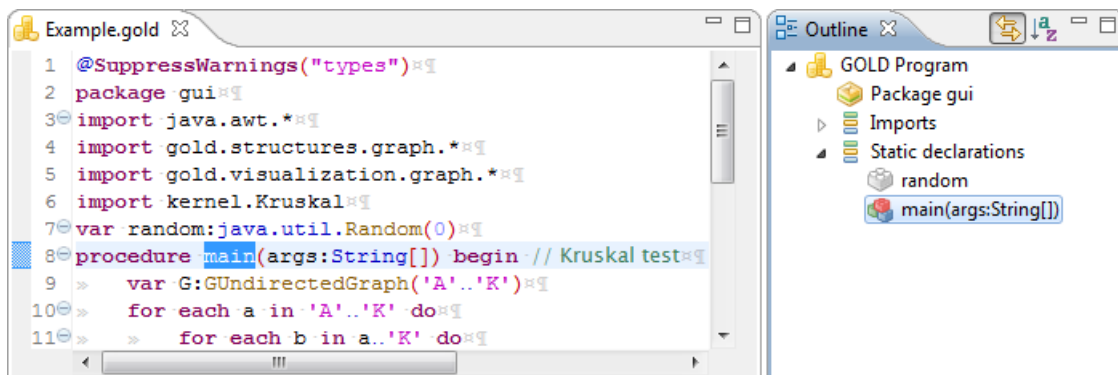 Example.gold
1 @SuppressWarnings("types")¤¶
2 package·gui¤¶
3 import·java.awt.*¤¶
4 import·gold.structures.graph.*¤¶
5 import·gold.visualization.graph.*¤¶
6 import·kernel.Kruskal¤¶
7 var·random:java.util.Random(0)¤¶
8 procedure·main(args:String[])·begin·//·Kruskal·test¤¶
9 »   var·G:GUndirectedGraph('A'..'K')¤¶
10 »   for·each·a·in·'A'..'K'·do¤¶
11 »   »   for·each·b·in·a..'K'·do¤¶
Outline
GOLD Program
Package gui
Imports
Static declarations
random
main(args:String[])